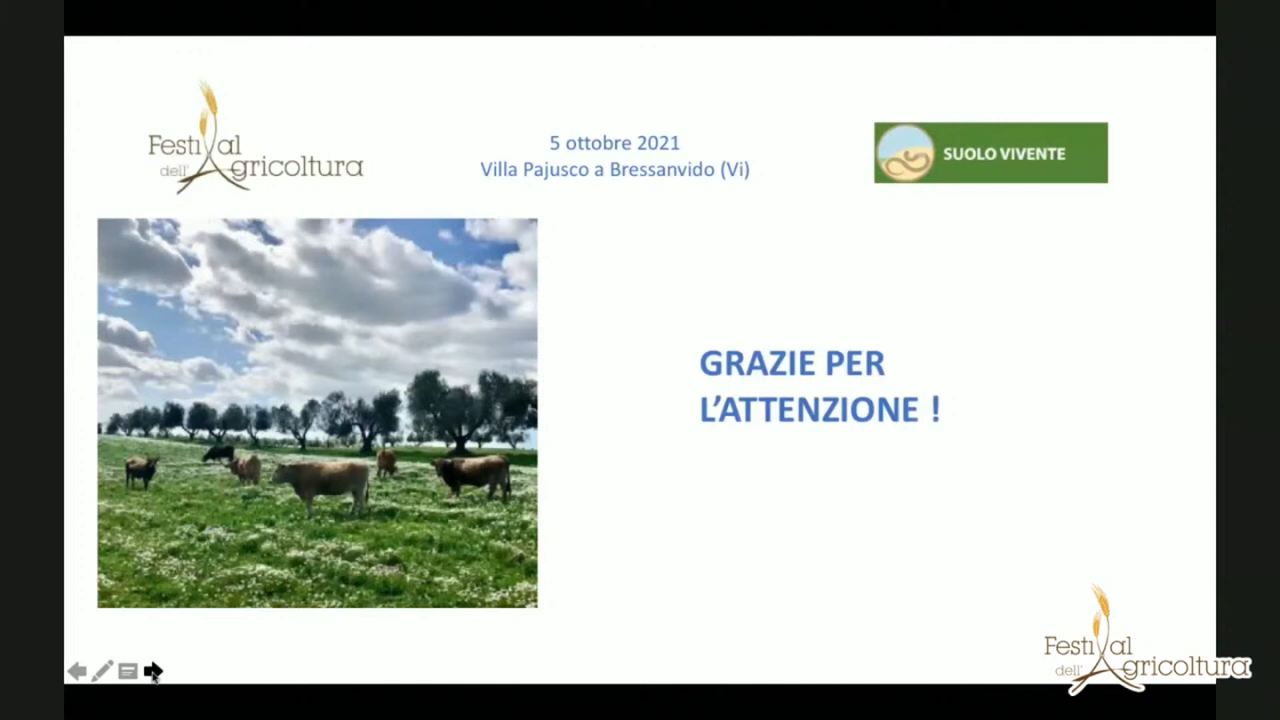 Festival
dell'Agricoltura
5 ottobre 2021
Villa Pajusco a Bressanvido (Vi)
SUOLO VIVENTE
GRAZIE PER
L'ATTENZIONE !
Festival
dell'Agricoltura